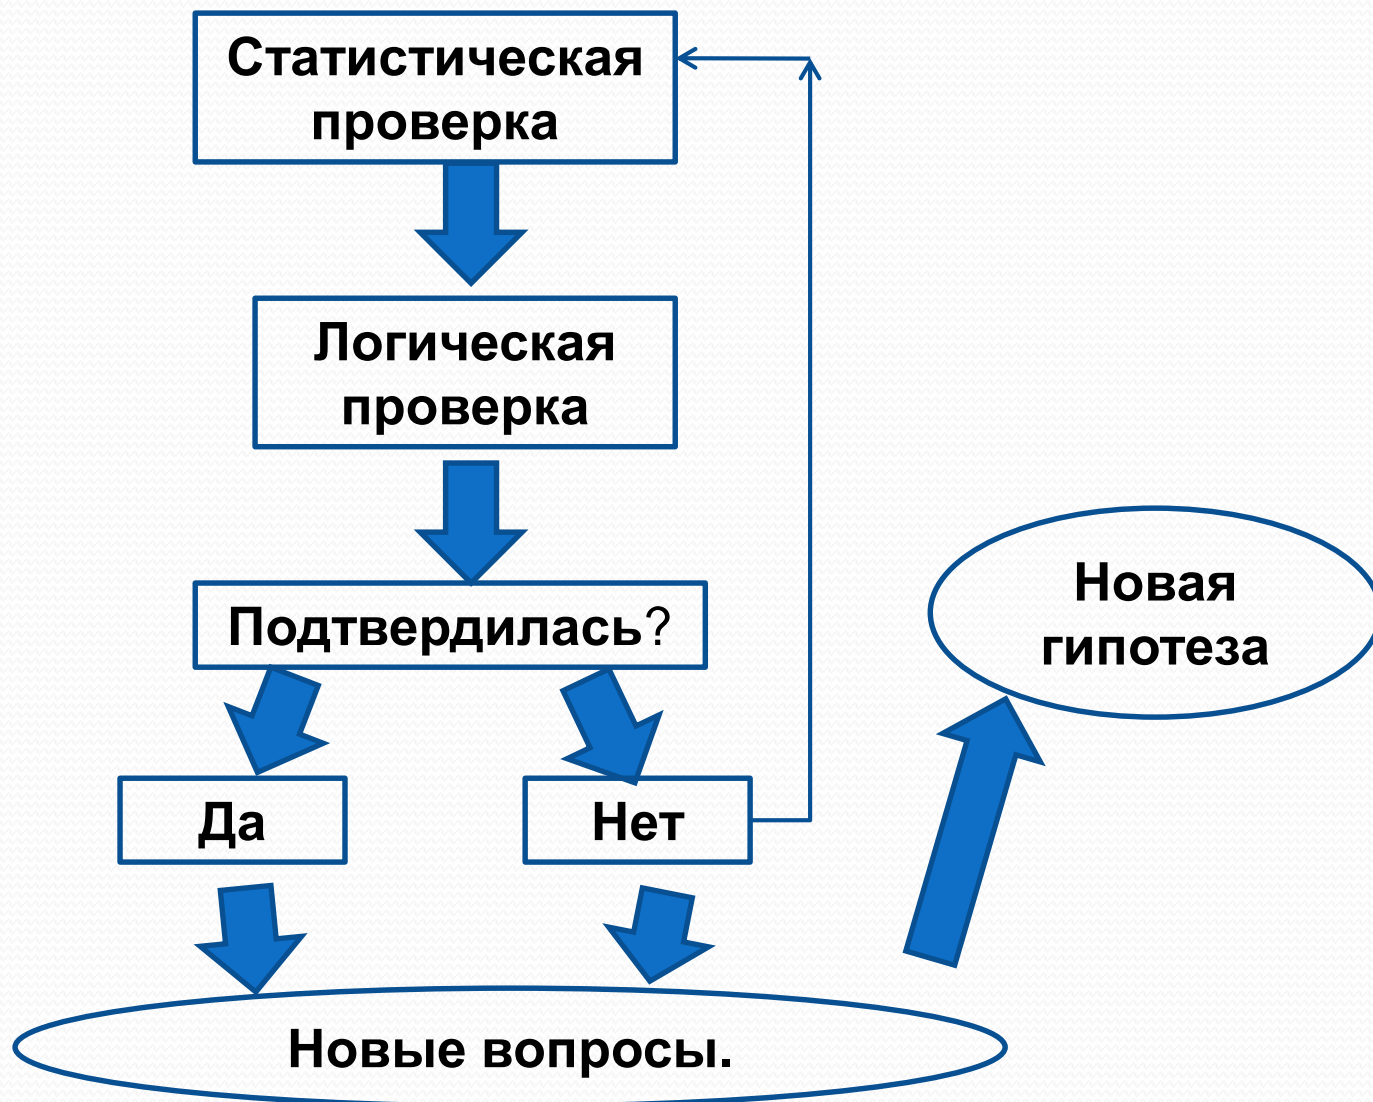 Статистическая
проверка
Логическая
проверка
Подтвердилась?
Новая
гипотеза
Да
Нет
Новые вопросы.